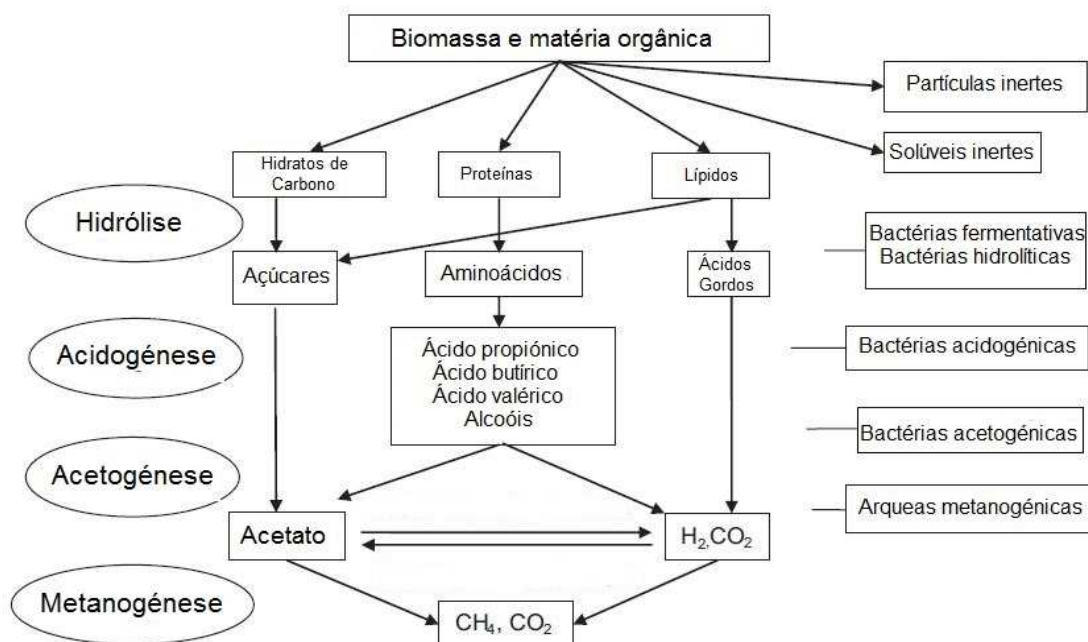 Biomassa e matéria orgânica
Partículas inertes
Solúveis inertes
Hidratos de
Carbono
Proteínas
Lípidos
Hidrólise
Bactérias fermentativas
Bactérias hidrolíticas
Açúcares
Aminoácidos
Ácidos
Gordos
Acidogénese
Ácido propiónico
Ácido butírico
Ácido valérico
Alcoóis
Bactérias acidogénicas
Acetogénese
Bactérias acetogénicas
Acetato
H₂,CO₂
Arqueas metanogénicas
Metanogénese
CH₄, CO₂